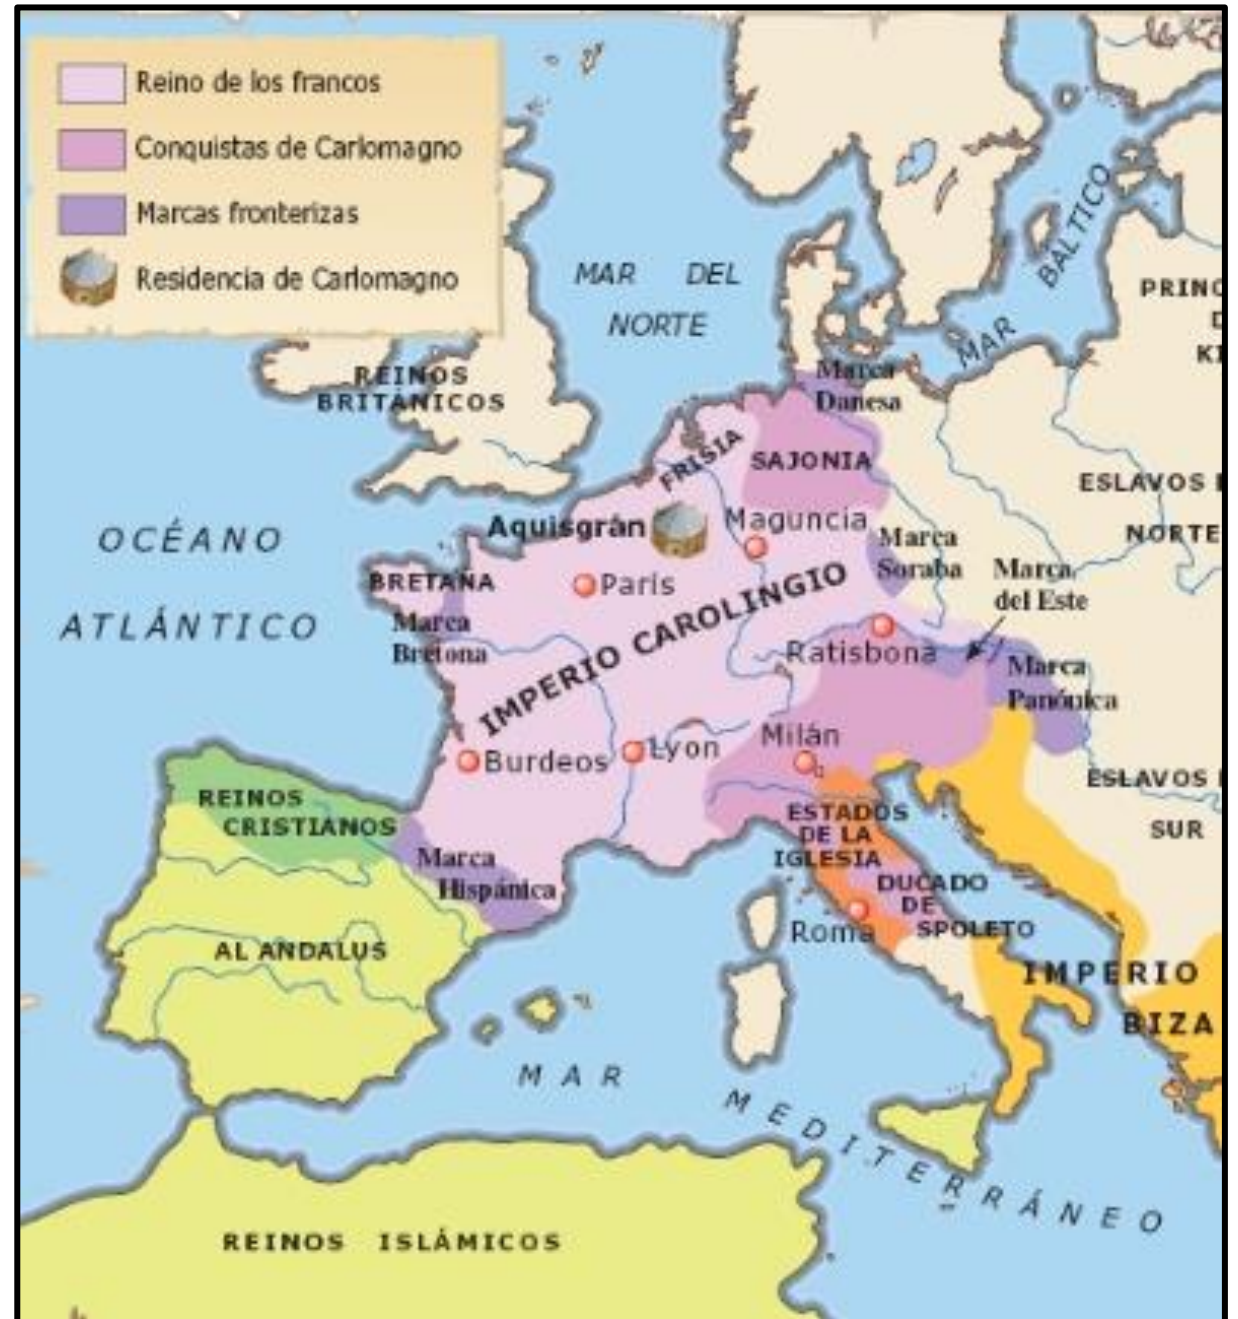 Reino de los francos
Conquistas de Carlomagno
Marcas fronterizas
Residencia de Carlomagno
MAR DEL
NORTE
MAR BÁLTICO
PRINC
KI
REINOS
BRITÁNICOS
Marca
Danesa
FRISIA
SAJONIA
ESLAVOS
NORTE
OCÉANO
ATLÁNTICO
Aquisgrán
Maguncia
Marca
Soraba
Marca
del Este
BRETAÑA
París
Marca
Bretona
IMPERIO CAROLINGIO
Ratisbona
Marca
Panónica
Burdeos
Lyon
Milán
ESLAVOS
SUR
REINOS
CRISTIANOS
ESTADOS
DE LA
IGLESIA
Marca
Hispánica
DUCADO
DE
SPOLETO
Roma
AL ANDALUS
IMPERIO
BIZA
MAR
MEDITERRÁNEO
REINOS ISLÁMICOS